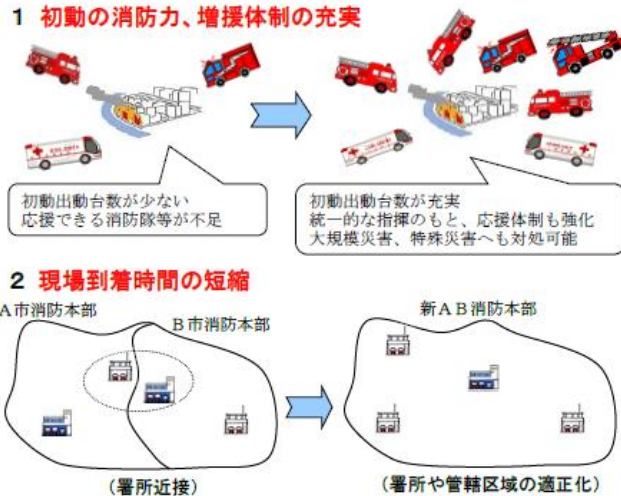 1 初動の消防力、増援体制の充実
初動出動台数が少ない
応援できる消防隊等が不足
初動出動台数が充実
統一的な指揮のもと、応援体制も強化
大規模災害、特殊災害へも対処可能
2 現場到着時間の短縮
A市消防本部
B市消防本部
新AB消防本部
(署所近接)
(署所や管轄区域の適正化)